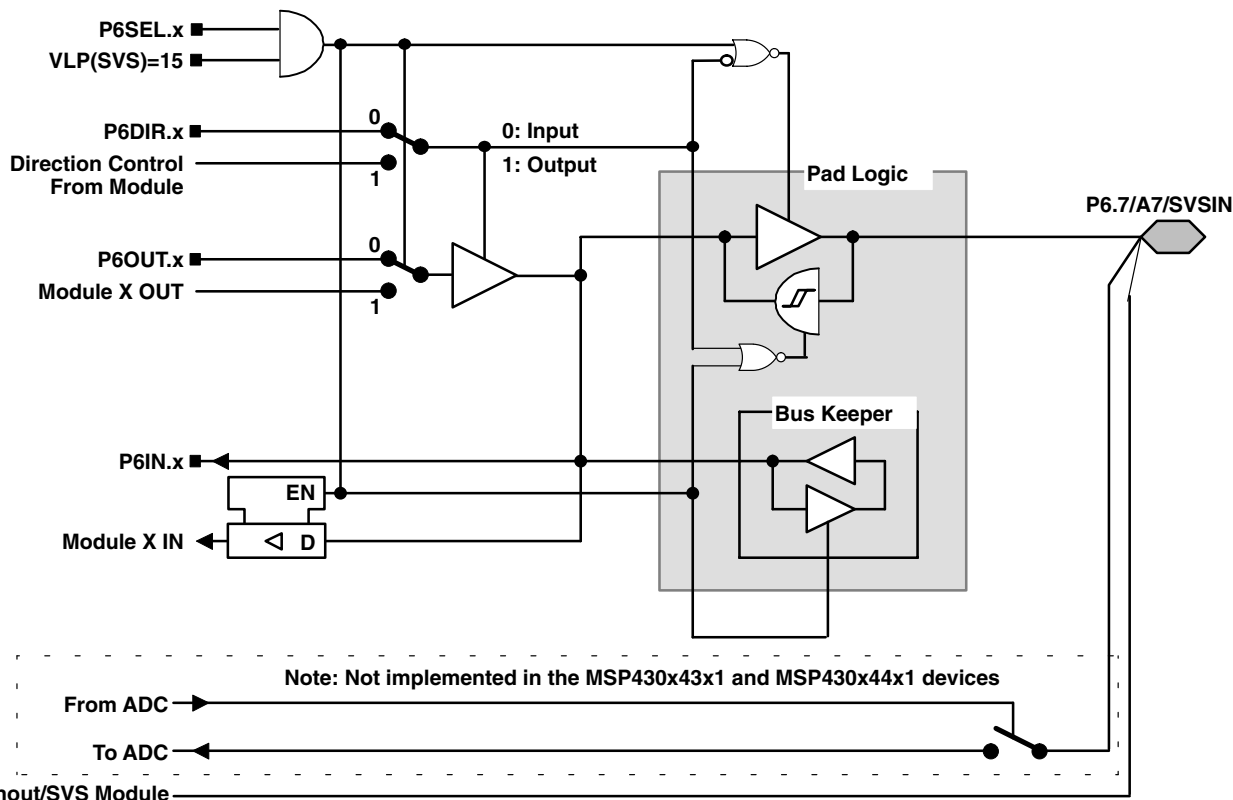 P6SEL.x
VLP(SVS)=15
P6DIR.x
0
0: Input
Direction Control
From Module
1
1: Output
Pad Logic
P6.7/A7/SVSIN
P6OUT.x
0
Module X OUT
1
Bus Keeper
P6IN.x
EN
Module X IN
D
Note: Not implemented in the MSP430x43x1 and MSP430x44x1 devices
From ADC
To ADC
/SVS Module